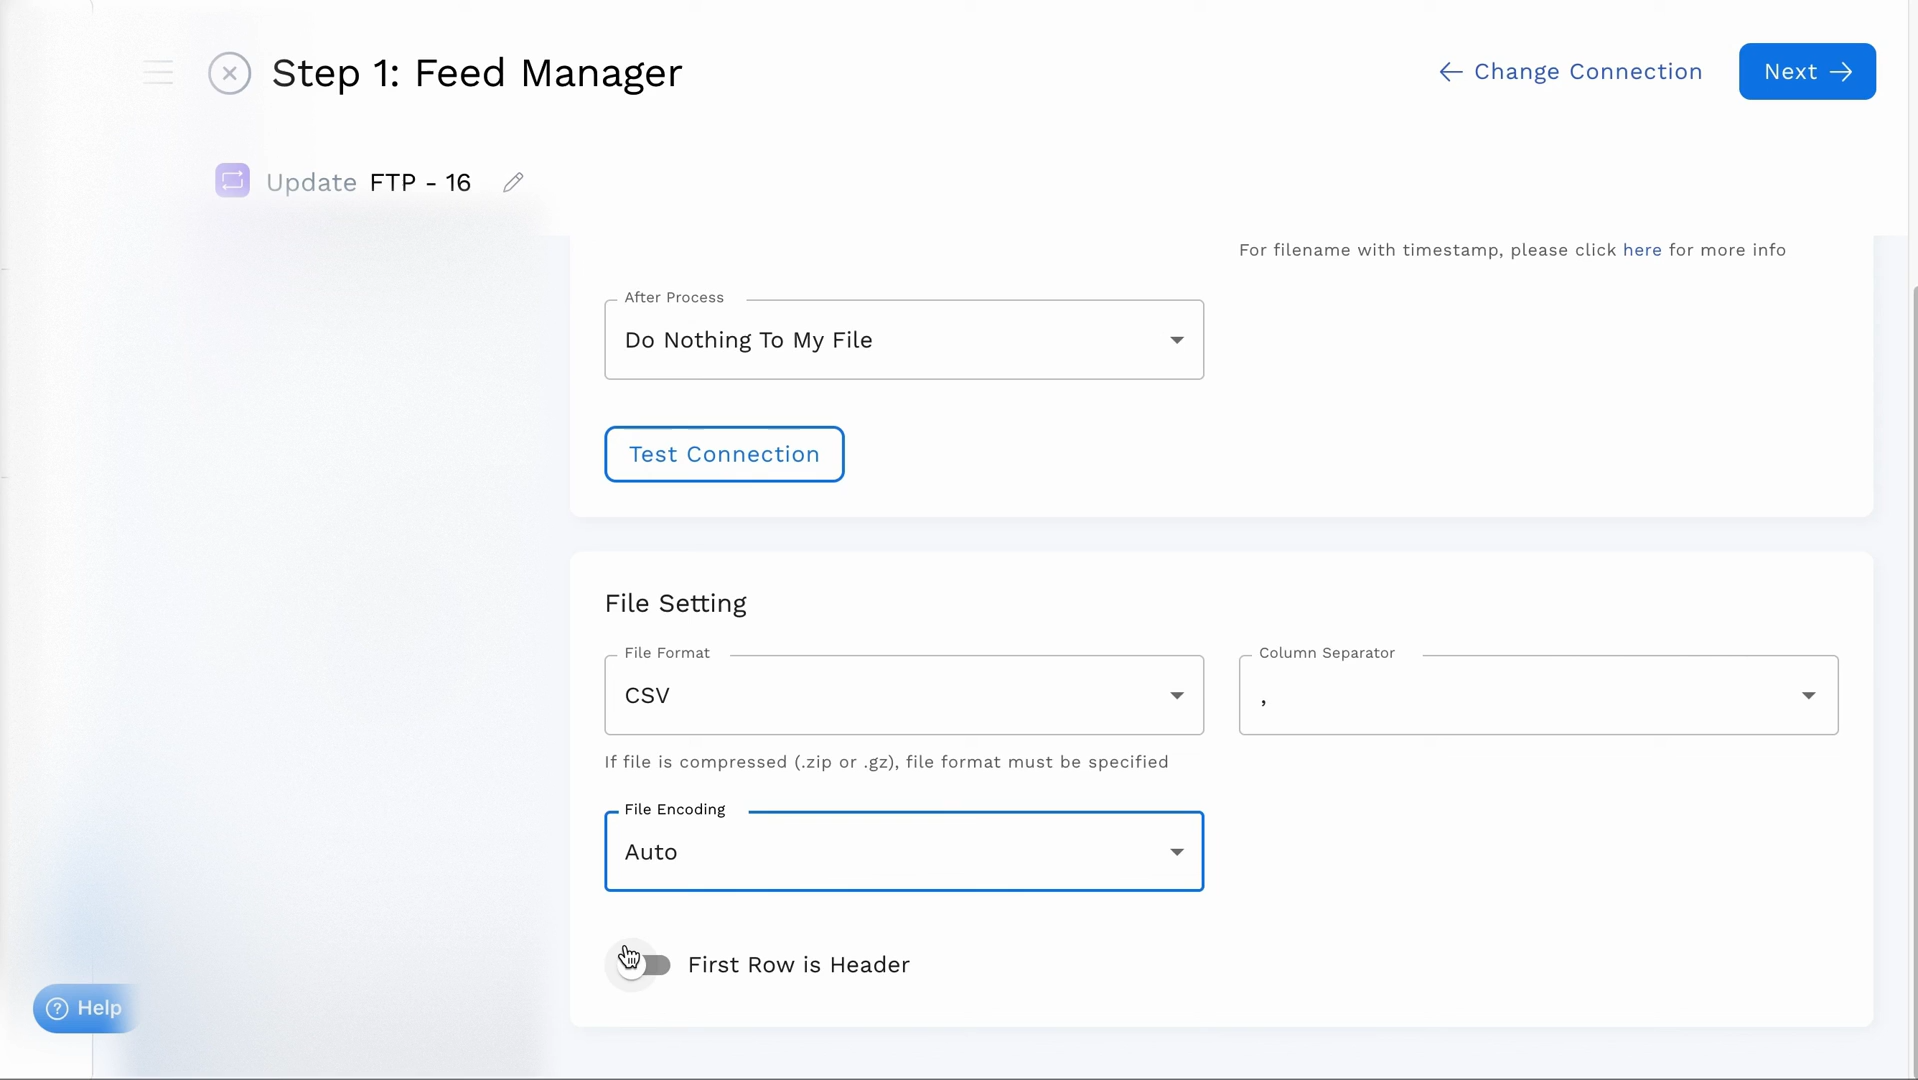 Step 1: Feed Manager
← Change Connection
Next →
Update FTP - 16
For filename with timestamp, please click here for more info
After Process
Do Nothing To My File
Test Connection
File Setting
File Format
CSV
Column Separator
,
If file is compressed (.zip or .gz), file format must be specified
File Encoding
Auto
First Row is Header
? Help